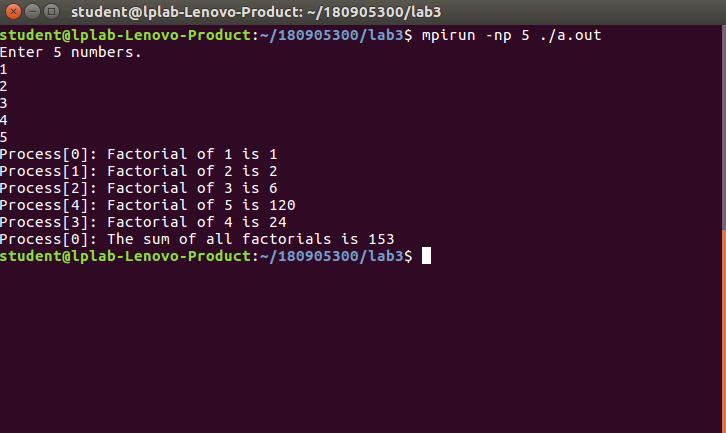 student@lplab-Lenovo-Product: ~/180905300/lab3
student@lplab-Lenovo-Product:~/180905300/lab3$ mpirun -np 5 ./a.out
Enter 5 numbers.
1
2
3
4
5
Process[0]: Factorial of 1 is 1
Process[1]: Factorial of 2 is 2
Process[2]: Factorial of 3 is 6
Process[4]: Factorial of 5 is 120
Process[3]: Factorial of 4 is 24
Process[0]: The sum of all factorials is 153
student@lplab-Lenovo-Product:~/180905300/lab3$